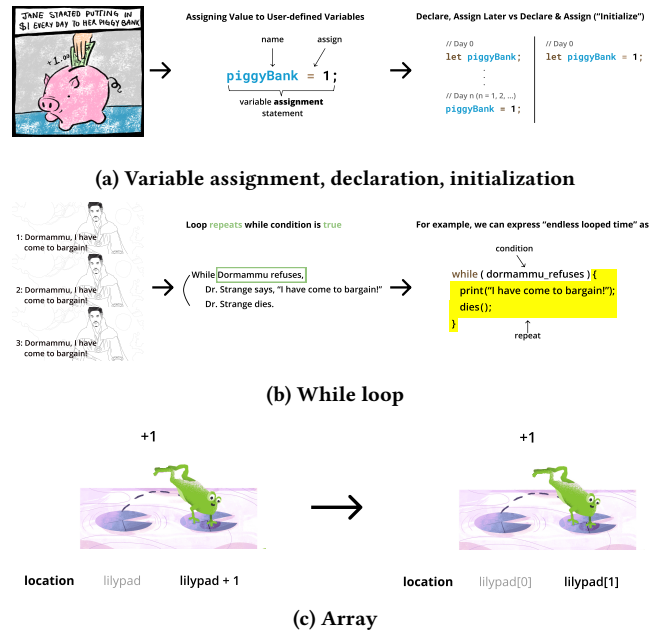 JANE STARTED PUTTING IN
$1 EVERY DAY TO HER PIGGY BANK
+1.00
Assigning Value to User-defined Variables
name
assign
piggyBank = 1;
variable assignment
statement
Declare, Assign Later vs Declare & Assign (“Initialize”)
// Day 0
let piggyBank;
.
.
.
// Day n (n = 1, 2, ...)
piggyBank = 1;
// Day 0
let piggyBank = 1;
(a) Variable assignment, declaration, initialization
1: Dormammu, I have
come to bargain!
2: Dormammu, I have
come to bargain!
3: Dormammu, I have
come to bargain!
Loop repeats while condition is true
While Dormammu refuses,
Dr. Strange says, “I have come to bargain!”
Dr. Strange dies.
For example, we can express “endless looped time” as
condition
while ( dormammu_refuses ) {
print(“I have come to bargain!”);
dies();
}
repeat
(b) While loop
+1
location
lilypad
lilypad + 1
+1
location
lilypad[0]
lilypad[1]
(c) Array